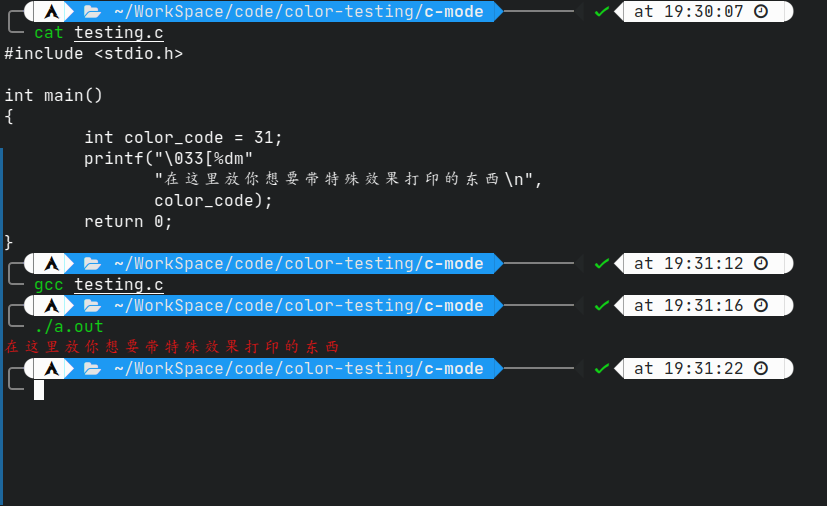 ~/WorkSpace/code/color-testing/c-mode at 19:30:07
cat testing.c
#include <stdio.h>
int main()
{
int color_code = 31;
printf("\033[%dm"
"在这里放你想要带特殊效果打印的东西\n",
color_code);
return 0;
}
~/WorkSpace/code/color-testing/c-mode at 19:31:12
gcc testing.c
~/WorkSpace/code/color-testing/c-mode at 19:31:16
./a.out
在这里放你想要带特殊效果打印的东西
~/WorkSpace/code/color-testing/c-mode at 19:31:22